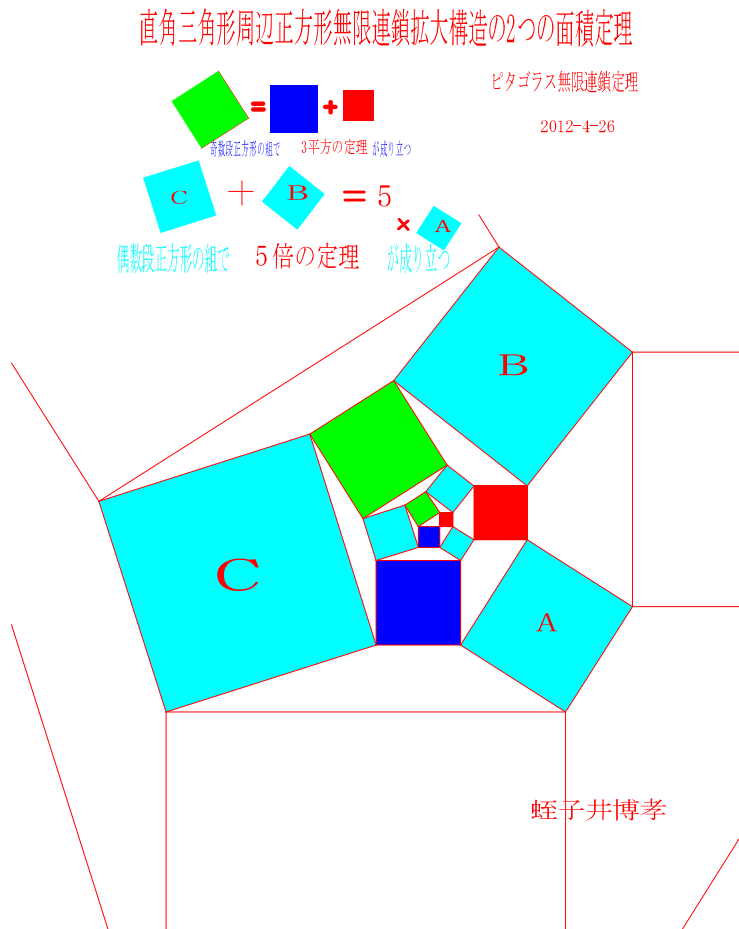 直角三角形周辺正方形無限連鎖拡大構造の2つの面積定理
ピタゴラス無限連鎖定理
2012-4-26
= +
奇数段正方形の組で 3平方の定理 が成り立つ
C + B = 5 × A
偶数段正方形の組で 5倍の定理 が成り立つ
B
C
A
蛭子井博孝